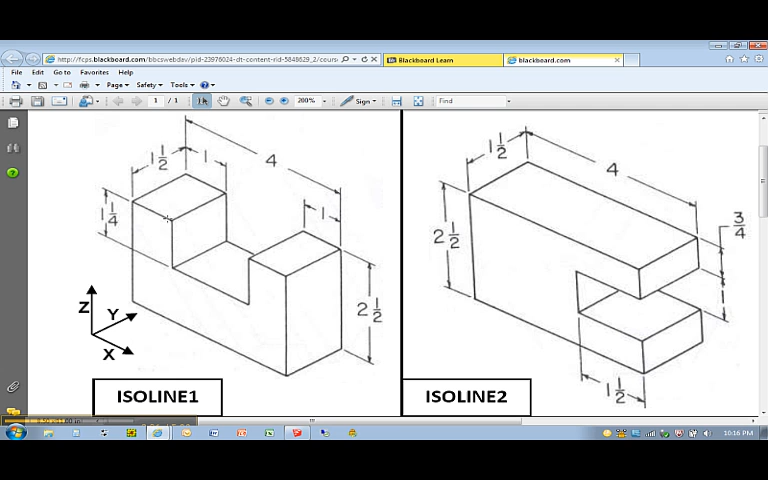 http://fcps.blackboard.com/bbcswebdav/pid-23976024-dt-content-rid-5848629_2/cours
Blackboard Learn
blackboard.com
File Edit Go to Favorites Help
Page Safety Tools
1 / 1 200% Sign Find
1 1/2
1
4
1 1/4
1
2 1/2
Z
Y
X
ISOLINE1
1 1/2
4
2 1/2
3/4
1
1 1/2
ISOLINE2
10:16 PM